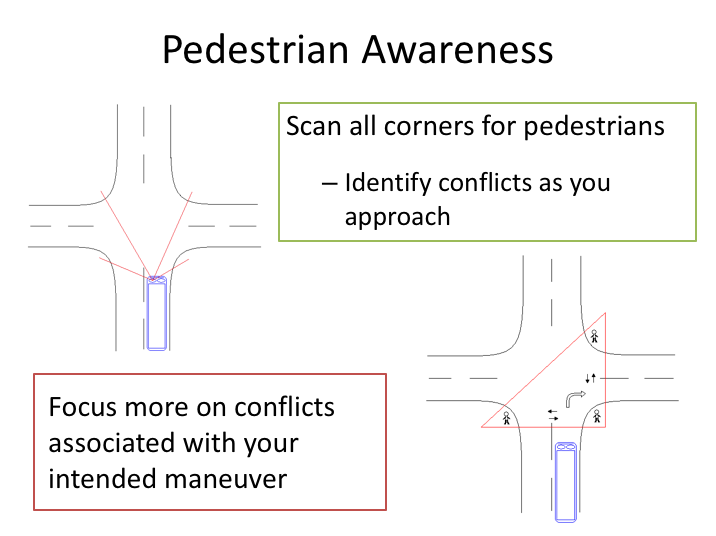 Pedestrian Awareness
Scan all corners for pedestrians
– Identify conflicts as you
approach
Focus more on conflicts
associated with your
intended maneuver